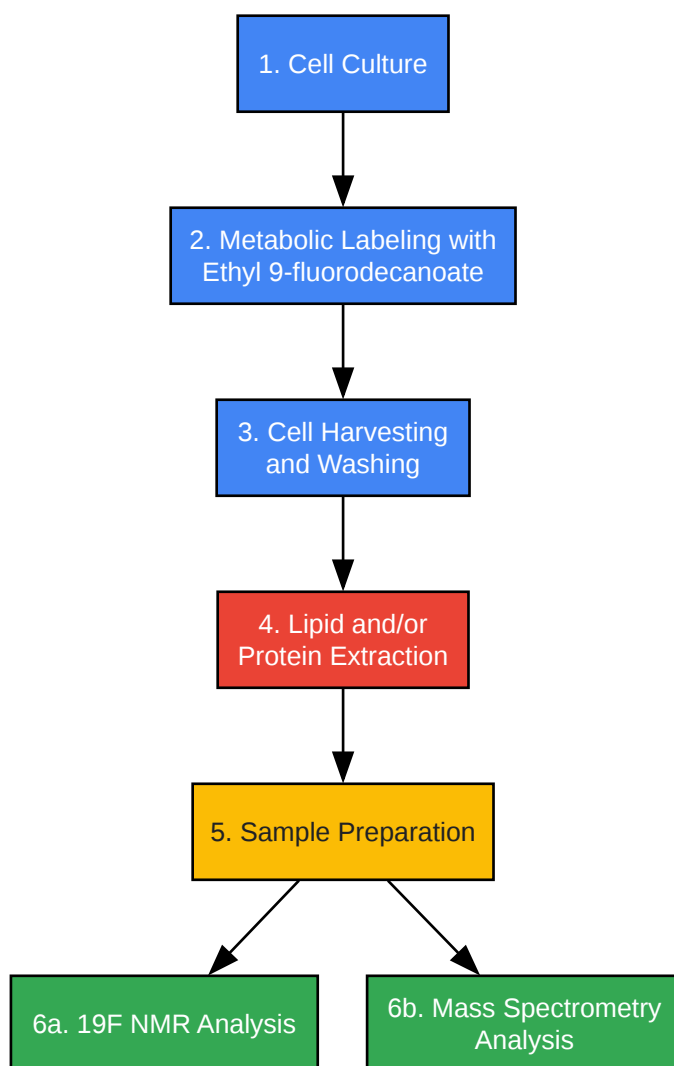 1. Cell Culture
2. Metabolic Labeling with
Ethyl 9-fluorodecanoate
3. Cell Harvesting
and Washing
4. Lipid and/or
Protein Extraction
5. Sample Preparation
6a. 19F NMR Analysis
6b. Mass Spectrometry
Analysis